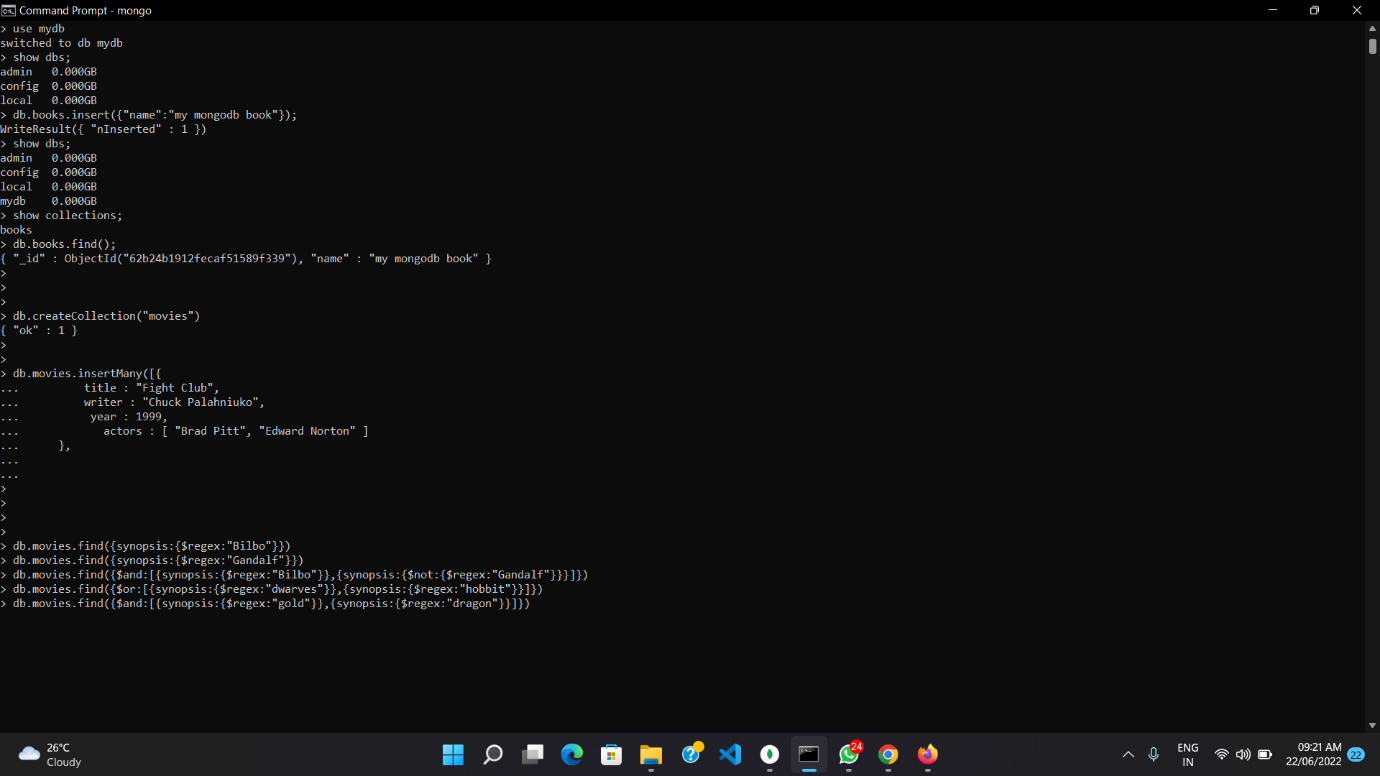 Command Prompt - mongo
> use mydb
switched to db mydb
> show dbs;
admin   0.000GB
config  0.000GB
local   0.000GB
> db.books.insert({"name":"my mongodb book"});
WriteResult({ "nInserted" : 1 })
> show dbs;
admin   0.000GB
config  0.000GB
local   0.000GB
mydb    0.000GB
> show collections;
books
> db.books.find();
{ "_id" : ObjectId("62b24b1912fecaf51589f339"), "name" : "my mongodb book" }
>
>
>
> db.createCollection("movies")
{ "ok" : 1 }
>
>
> db.movies.insertMany([{
...          title : "Fight Club",
...          writer : "Chuck Palahniuko",
...           year : 1999,
...             actors : [ "Brad Pitt", "Edward Norton" ]
...      },
...
...
>
>
>
>
> db.movies.find({synopsis:{$regex:"Bilbo"}})
> db.movies.find({synopsis:{$regex:"Gandalf"}})
> db.movies.find({$and:[{synopsis:{$regex:"Bilbo"}},{synopsis:{$not:{$regex:"Gandalf"}}}]})
> db.movies.find({$or:[{synopsis:{$regex:"dwarves"}},{synopsis:{$regex:"hobbit"}}]})
> db.movies.find({$and:[{synopsis:{$regex:"gold"}},{synopsis:{$regex:"dragon"}}]})
26°C
Cloudy
24
ENG
IN
09:21 AM
22/06/2022
22